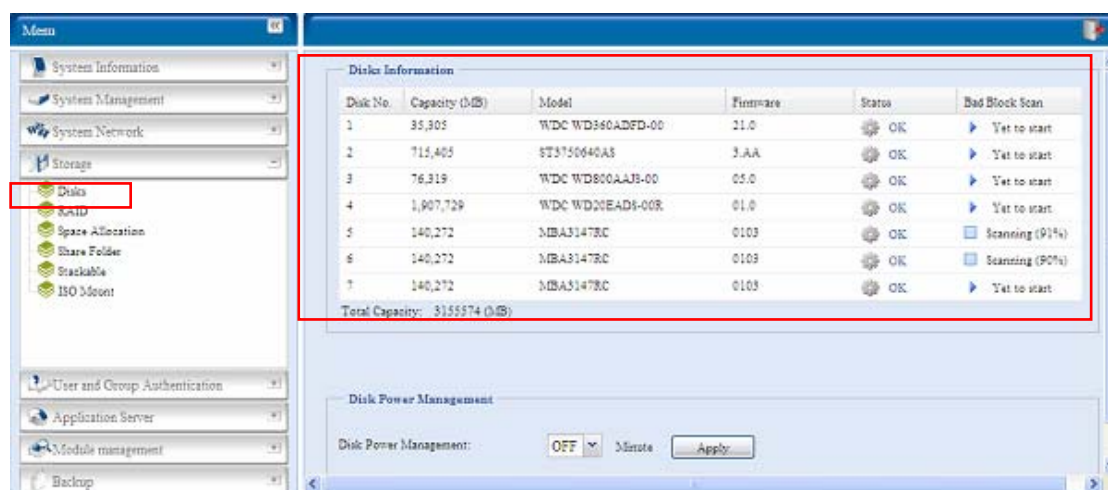 Menu
System Information
System Management
System Network
Storage
Disks
RAID
Space Allocation
Share Folder
Stackable
ISO Mount
User and Group Authentication
Application Server
Module management
Backup
Disks Information
Disk No. Capacity (MB) Model Firmware Status Bad Block Scan
1 35,305 WDC WD360ADFD-00 21.0 OK Yet to start
2 715,405 ST3750640AS 3.AA OK Yet to start
3 76,319 WDC WD800AAJS-00 05.0 OK Yet to start
4 1,907,729 WDC WD20EADS-00R 01.0 OK Yet to start
5 140,272 MBA3147RC 0103 OK Scanning (91%)
6 140,272 MBA3147RC 0103 OK Scanning (90%)
7 140,272 MBA3147RC 0103 OK Yet to start
Total Capacity: 3155574 (MB)
Disk Power Management
Disk Power Management: OFF Minute Apply